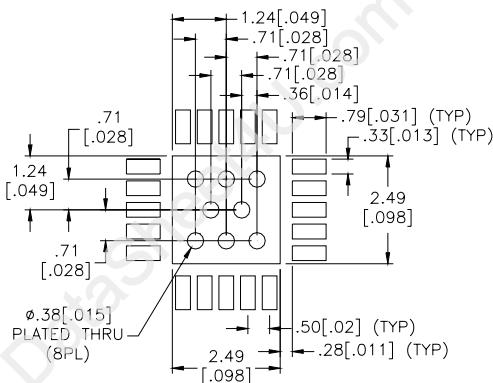 1.24[.049]
.71[.028]
.71[.028]
.71[.028]
.36[.014]
.71
[.028]
.79[.031] (TYP)
.33[.013] (TYP)
1.24
[.049]
2.49
[.098]
.71
[.028]
ø.38[.015]
PLATED THRU
(8PL)
.50[.02] (TYP)
.28[.011] (TYP)
2.49
[.098]
DataSheet4U.com